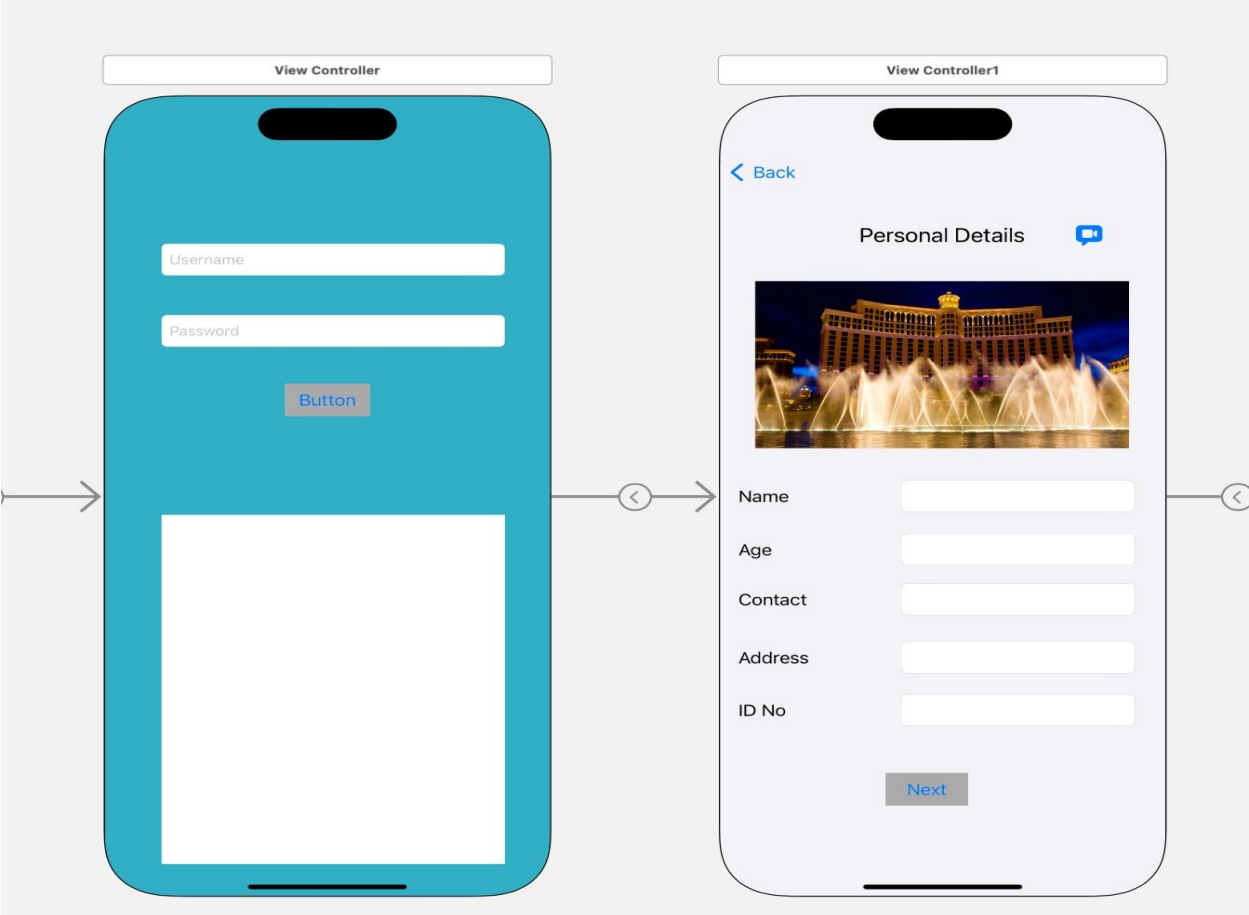 View Controller
Username
Password
Button
View Controller1
Back
Personal Details
Name
Age
Contact
Address
ID No
Next